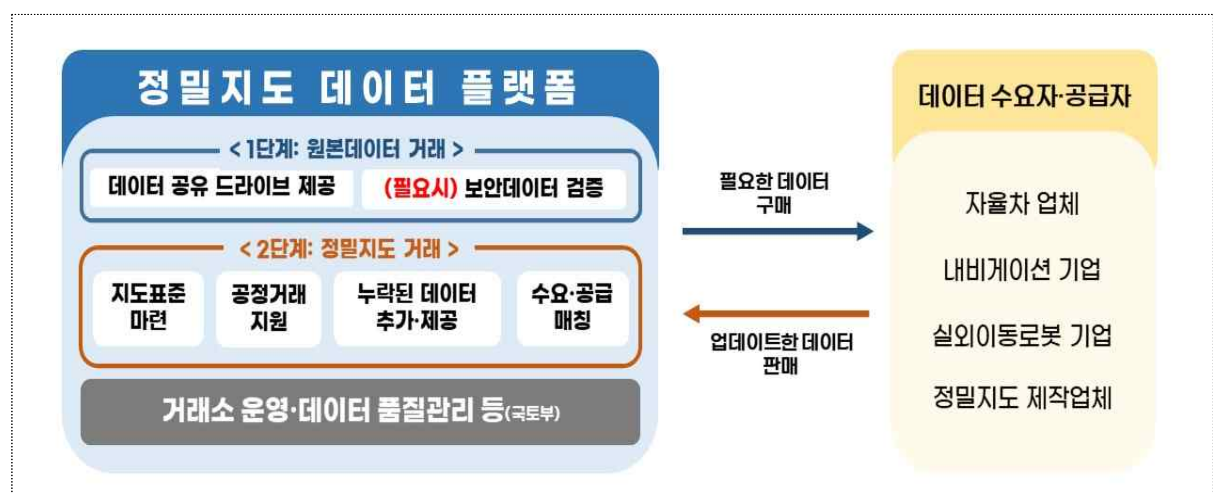 정밀지도 데이터 플랫폼
< 1단계: 원본데이터 거래 >
데이터 공유 드라이브 제공
(필요시) 보안데이터 검증
< 2단계: 정밀지도 거래 >
지도표준
마련
공정거래
지원
누락된 데이터
추가·제공
수요·공급
매칭
거래소 운영·데이터 품질관리 등(국토부)
필요한 데이터
구매
업데이트한 데이터
판매
데이터 수요자·공급자
자율차 업체
내비게이션 기업
실외이동로봇 기업
정밀지도 제작업체